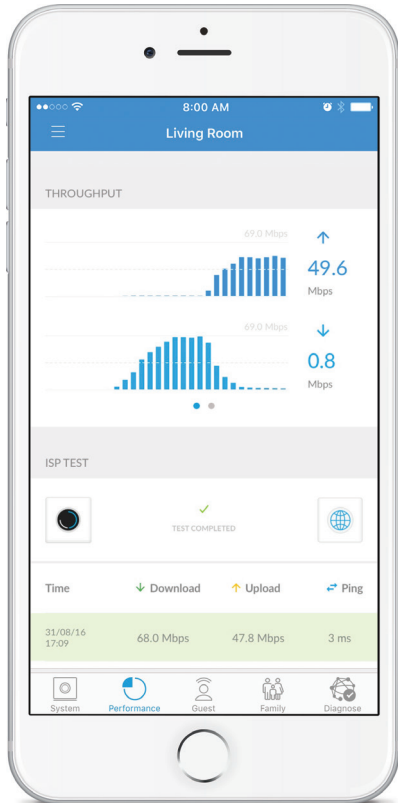 8:00 AM
Living Room
THROUGHPUT
69.0 Mbps
49.6
Mbps
69.0 Mbps
0.8
Mbps
ISP TEST
TEST COMPLETED
Time Download Upload Ping
31/08/16
17:09
68.0 Mbps 47.8 Mbps 3 ms
System Performance Guest Family Diagnose